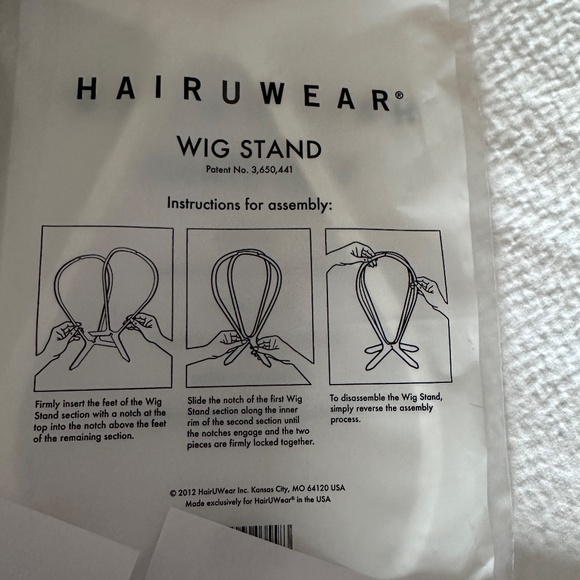 HAIRUWEAR®
WIG STAND
Patent No. 3,650,441
Instructions for assembly:
Firmly insert the feet of the Wig
Stand section with a notch at the
top into the notch above the feet
of the remaining section.
Slide the notch of the first Wig
Stand section along the inner
rim of the second section until
the notches engage and the two
pieces are firmly locked together.
To disassemble the Wig Stand,
simply reverse the assembly
process.
© 2012 HairUWear Inc. Kansas City, MO 64120 USA
Made exclusively for HairUWear® in the USA